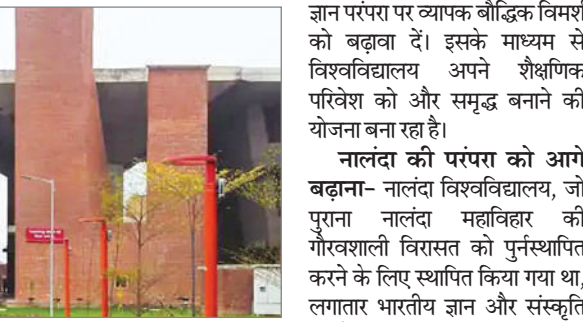 ज्ञान परंपरा पर व्यापक बौद्धिक विमर्श
को बढ़ावा दें। इसके माध्यम से
विश्वविद्यालय अपने शैक्षणिक
परिवेश को और समृद्ध बनाने की
योजना बना रहा है।
नालंदा की परंपरा को आगे
बढ़ाना– नालंदा विश्वविद्यालय, जो
पुराना नालंदा महाविहार की
गौरवशाली विरासत को पुर्नस्थापित
करने के लिए स्थापित किया गया था,
लगातार भारतीय ज्ञान और संस्कृति